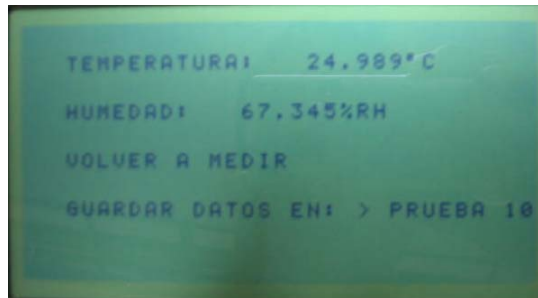 TEMPERATURA: 24.989°C
HUMEDAD: 67.345%RH
VOLVER A MEDIR
GUARDAR DATOS EN: > PRUEBA 10